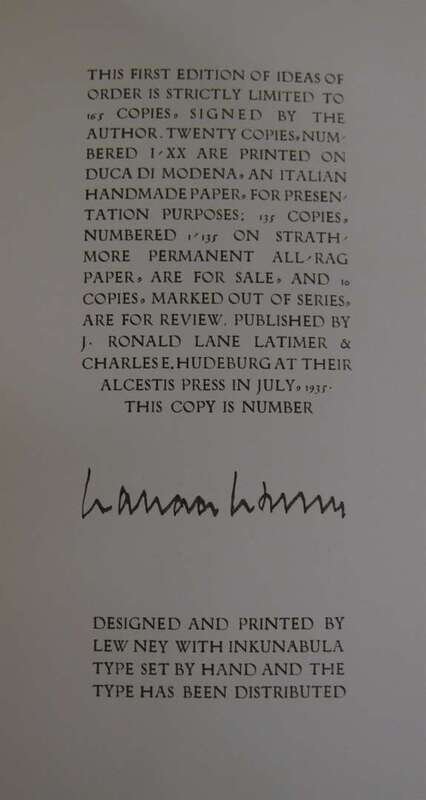 THIS FIRST EDITION OF IDEAS OF
ORDER IS STRICTLY LIMITED TO
165 COPIES, SIGNED BY THE
AUTHOR. TWENTY COPIES, NUM-
BERED I-XX ARE PRINTED ON
DUCA DI MODENA, AN ITALIAN
HANDMADE PAPER, FOR PRESEN-
TATION PURPOSES; 135 COPIES,
NUMBERED 1-135 ON STRATH-
MORE PERMANENT ALL-RAG
PAPER, ARE FOR SALE, AND 10
COPIES, MARKED OUT OF SERIES,
ARE FOR REVIEW. PUBLISHED BY
J. RONALD LANE LATIMER &
CHARLES E. HUDEBURG AT THEIR
ALCESTIS PRESS IN JULY, 1935.
THIS COPY IS NUMBER
DESIGNED AND PRINTED BY
LEW NEY WITH INKUNABULA
TYPE SET BY HAND AND THE
TYPE HAS BEEN DISTRIBUTED